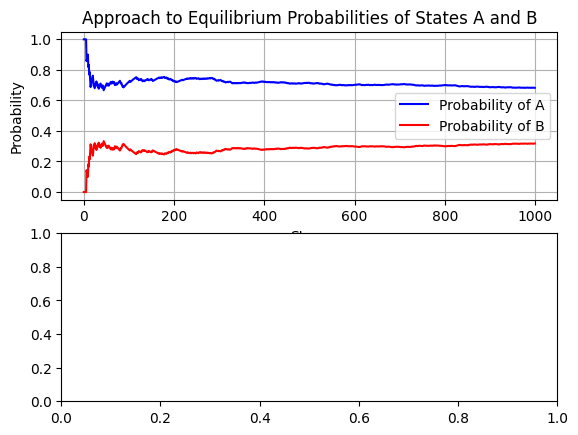 Approach to Equilibrium Probabilities of States A and B
1.0
0.8
0.6
0.4
0.2
0.0
Probability
Probability of A
Probability of B
0 200 400 600 800 1000
1.0
0.8
0.6
0.4
0.2
0.0
0.0 0.2 0.4 0.6 0.8 1.0